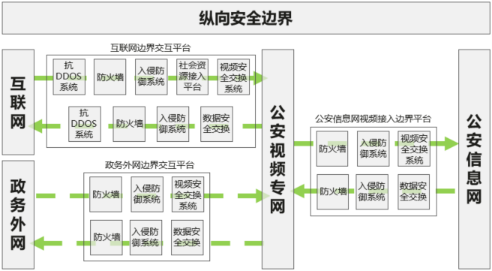 纵向安全边界
互联网边界交互平台
互联网
抗
DDOS
系统
防火墙
入侵防
御系统
社会资
源接入
平台
视频安
全交换
系统
抗
DDOS
系统
防火墙
入侵防
御系统
数据安
全交换
政务外网
政务外网边界交互平台
防火墙
入侵防
御系统
视频安
全交换
系统
防火墙
入侵防
御系统
数据安
全交换
公安视频专网
公安信息网视频接入边界平台
防火墙
入侵防
御系统
视频安
全交换
系统
防火墙
入侵防
御系统
数据安
全交换
公安信息网